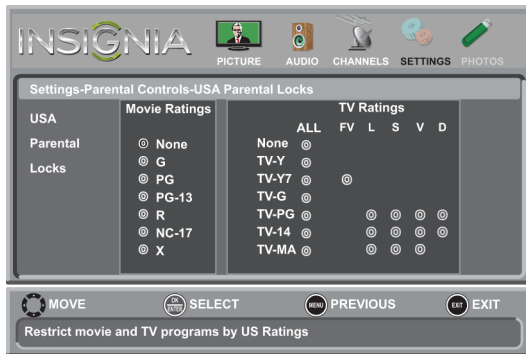 INSIGNIA
PICTURE AUDIO CHANNELS SETTINGS PHOTOS
Settings-Parental Controls-USA Parental Locks
USA
Parental
Locks
Movie Ratings
None
G
PG
PG-13
R
NC-17
X
TV Ratings
ALL FV L S V D
None
TV-Y
TV-Y7
TV-G
TV-PG
TV-14
TV-MA
MOVE OK ENTER SELECT MENU PREVIOUS EXIT EXIT
Restrict movie and TV programs by US Ratings